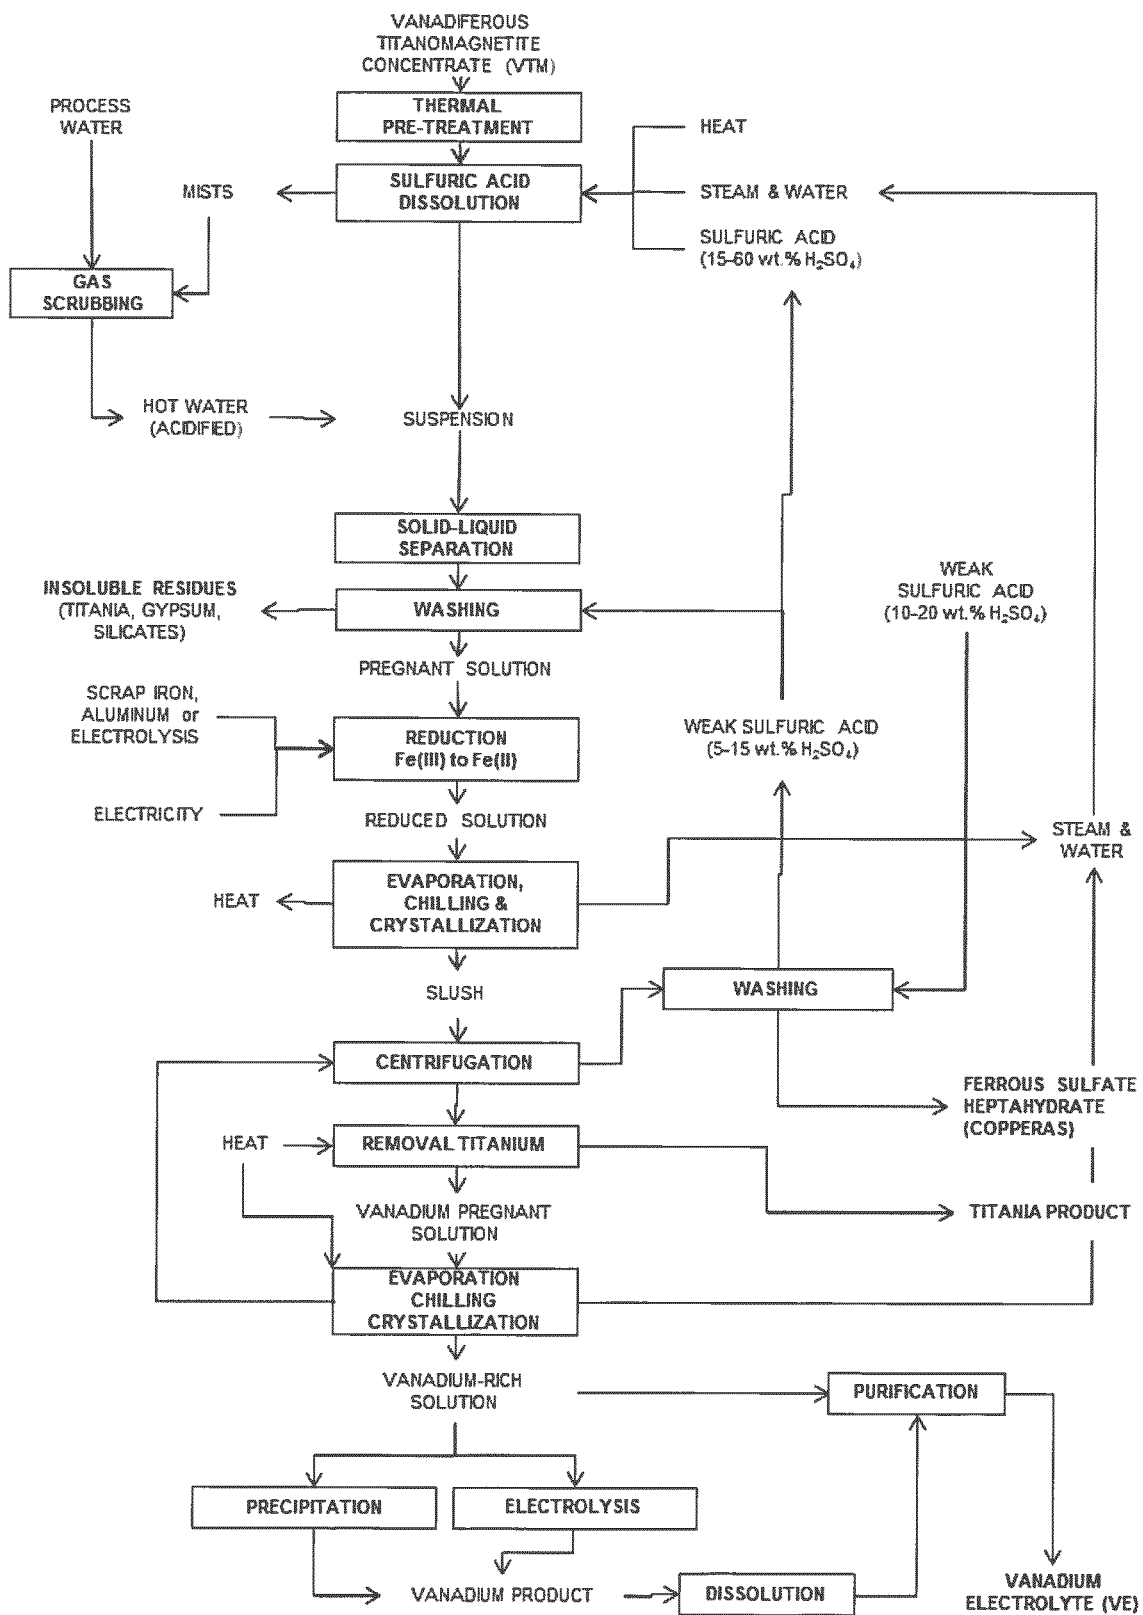 VANADIFEROUS
TITANOMAGNETITE
CONCENTRATE (VTM)
THERMAL
PRE-TREATMENT
PROCESS
WATER
HEAT
MISTS
SULFURIC ACID
DISSOLUTION
STEAM & WATER
SULFURIC ACID
(15-60 wt.% H₂SO₄)
GAS
SCRUBBING
HOT WATER
(ACIDIFIED)
SUSPENSION
SOLID-LIQUID
SEPARATION
WEAK
SULFURIC ACID
(10-20 wt.% H₂SO₄)
INSOLUBLE RESIDUES
(TITANIA, GYPSUM,
SILICATES)
WASHING
PREGNANT SOLUTION
SCRAP IRON,
ALUMINUM or
ELECTROLYSIS
REDUCTION
Fe(III) to Fe(II)
WEAK SULFURIC ACID
(5-15 wt.% H₂SO₄)
ELECTRICITY
REDUCED SOLUTION
STEAM &
WATER
HEAT
EVAPORATION,
CHILLING &
CRYSTALLIZATION
SLUSH
WASHING
CENTRIFUGATION
FERROUS SULFATE
HEPTAHYDRATE
(COPPERAS)
HEAT
REMOVAL TITANIUM
VANADIUM PREGNANT
SOLUTION
TITANIA PRODUCT
EVAPORATION
CHILLING
CRYSTALLIZATION
VANADIUM-RICH
SOLUTION
PURIFICATION
PRECIPITATION
ELECTROLYSIS
VANADIUM PRODUCT
DISSOLUTION
VANADIUM
ELECTROLYTE (VE)